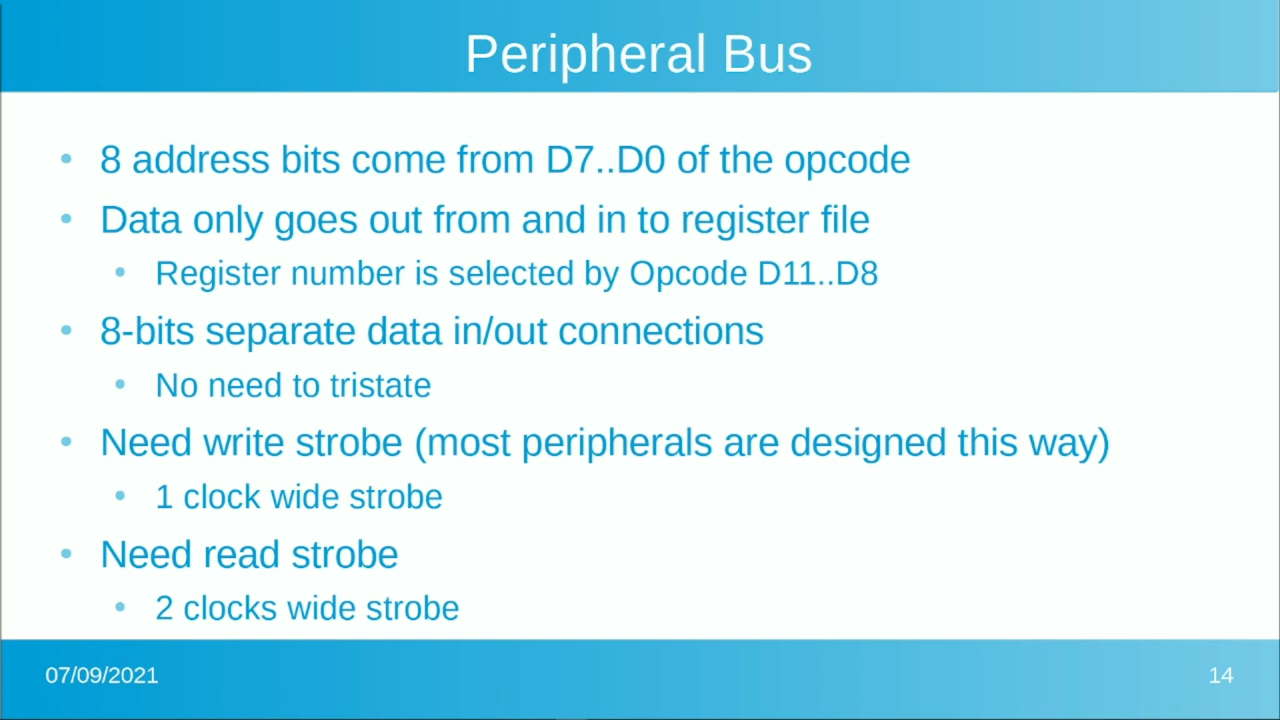 Peripheral Bus
• 8 address bits come from D7..D0 of the opcode
• Data only goes out from and in to register file
• Register number is selected by Opcode D11..D8
• 8-bits separate data in/out connections
• No need to tristate
• Need write strobe (most peripherals are designed this way)
• 1 clock wide strobe
• Need read strobe
• 2 clocks wide strobe
07/09/2021
14